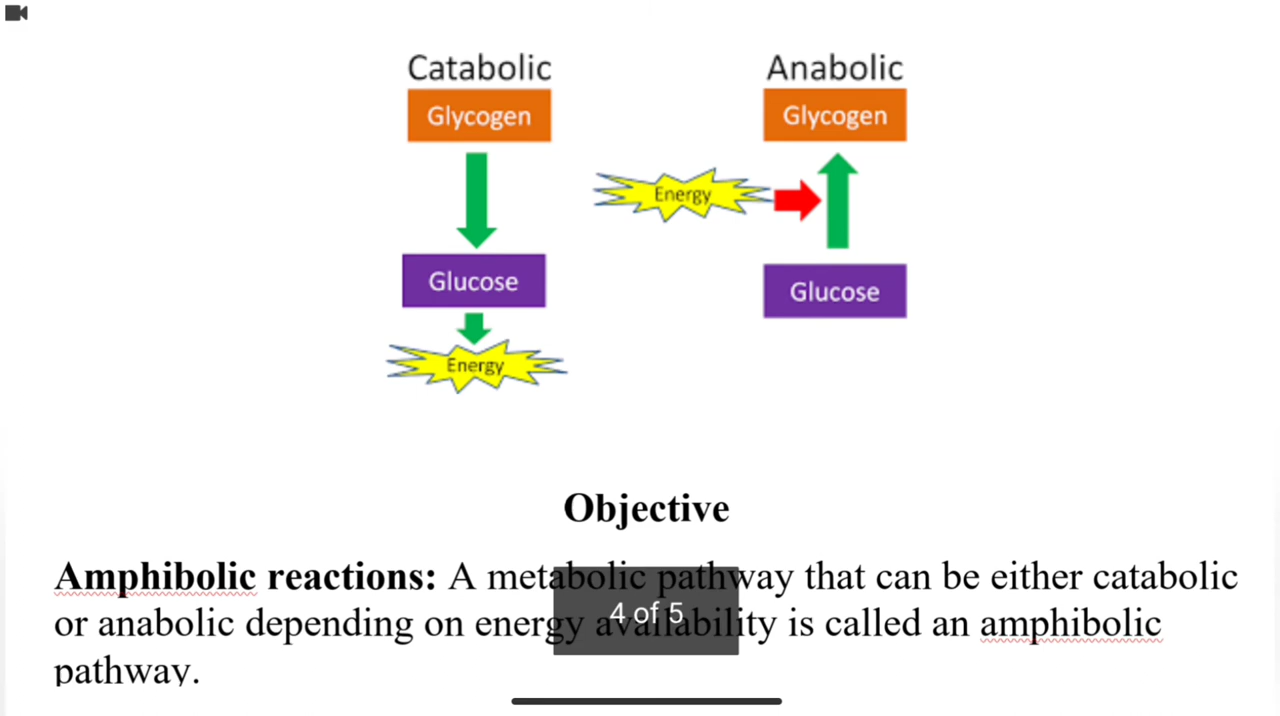 Catabolic Anabolic
Glycogen Glycogen
Energy
Glucose Glucose
Energy
Objective
Amphibolic reactions: A metabolic pathway that can be either catabolic
or anabolic depending on energy availability is called an amphibolic
4 of 5
pathway.